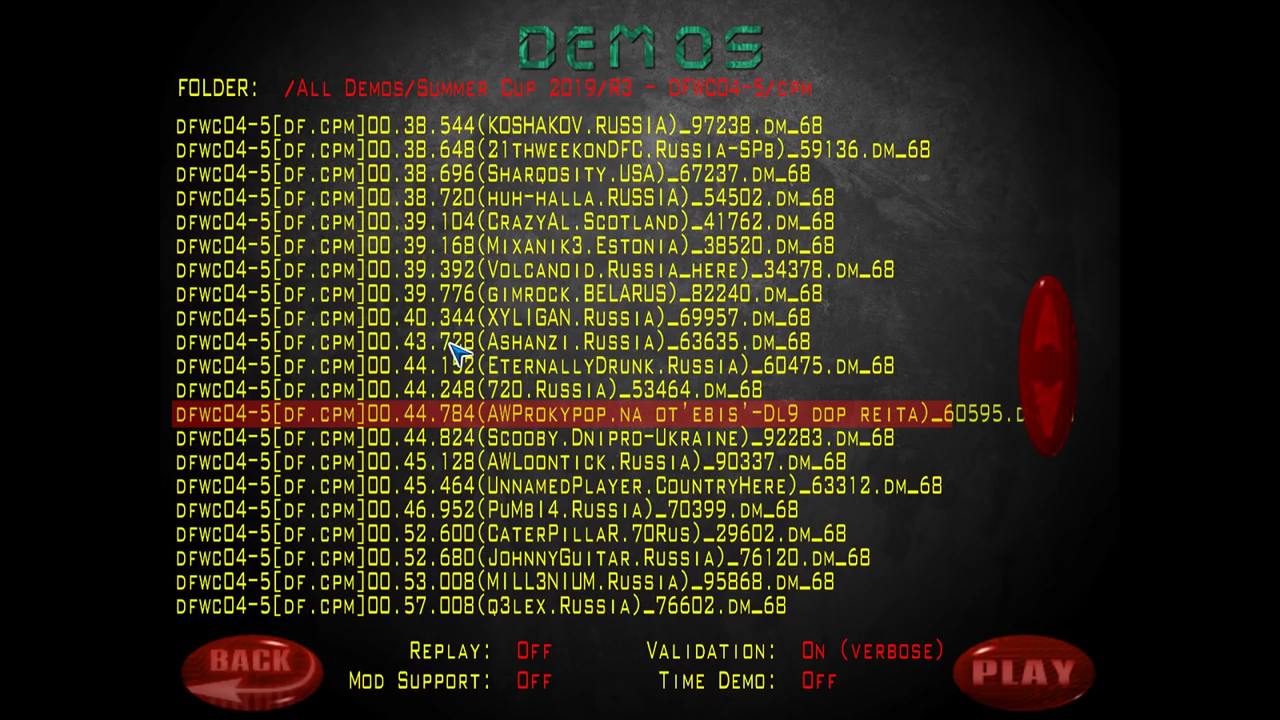 DEMOS
FOLDER: /All Demos/Summer Cup 2019/R3 - DFWC04-5/cpm
dfwc04-5[df.cpm]00.38.544(KOSHAKOV.RUSSIA)_97238.dm_68
dfwc04-5[df.cpm]00.38.648(21thweekonDFC.Russia-SPb)_59136.dm_68
dfwc04-5[df.cpm]00.38.696(Sharqosity.USA)_67237.dm_68
dfwc04-5[df.cpm]00.38.720(huh-halla.RUSSIA)_54502.dm_68
dfwc04-5[df.cpm]00.39.104(CrazyAl.Scotland)_41762.dm_68
dfwc04-5[df.cpm]00.39.168(Mixanik3.Estonia)_38520.dm_68
dfwc04-5[df.cpm]00.39.392(Volcanoid.Russia_here)_34378.dm_68
dfwc04-5[df.cpm]00.39.776(gimrock.BELARUS)_82240.dm_68
dfwc04-5[df.cpm]00.40.344(XYLIGAN.Russia)_69957.dm_68
dfwc04-5[df.cpm]00.43.728(Ashanzi.Russia)_63635.dm_68
dfwc04-5[df.cpm]00.44.192(EternallyDrunk.Russia)_60475.dm_68
dfwc04-5[df.cpm]00.44.248(720.Russia)_53464.dm_68
dfwc04-5[df.cpm]00.44.784(AWProkypop.na ot'ebis'-Dl9 dop reita)_60595.d
dfwc04-5[df.cpm]00.44.824(Scooby.Dnipro-Ukraine)_92283.dm_68
dfwc04-5[df.cpm]00.45.128(AWLoontick.Russia)_90337.dm_68
dfwc04-5[df.cpm]00.45.464(UnnamedPlayer.CountryHere)_63312.dm_68
dfwc04-5[df.cpm]00.46.952(PuMbI4.Russia)_70399.dm_68
dfwc04-5[df.cpm]00.52.600(CaterPillaR.70Rus)_29602.dm_68
dfwc04-5[df.cpm]00.52.680(JohnnyGuitar.Russia)_76120.dm_68
dfwc04-5[df.cpm]00.53.008(MILL3NIUM.Russia)_95868.dm_68
dfwc04-5[df.cpm]00.57.008(q3lex.Russia)_76602.dm_68
BACK
Replay: Off
Validation: On (verbose)
Mod Support: Off
Time Demo: Off
PLAY